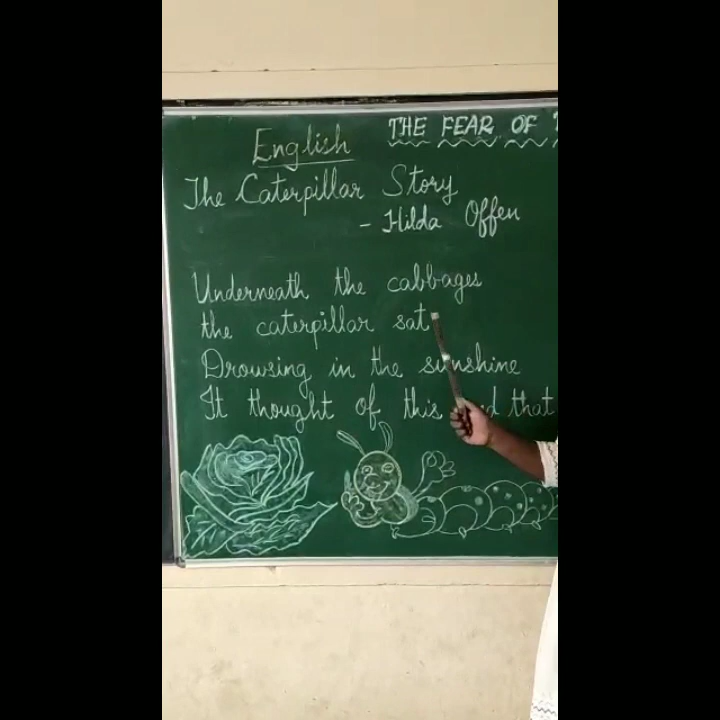 English
THE FEAR OF
The Caterpillar Story
- Hilda Offen
Underneath the cabbages
the caterpillar sat
Drowsing in the sunshine
It thought of this that